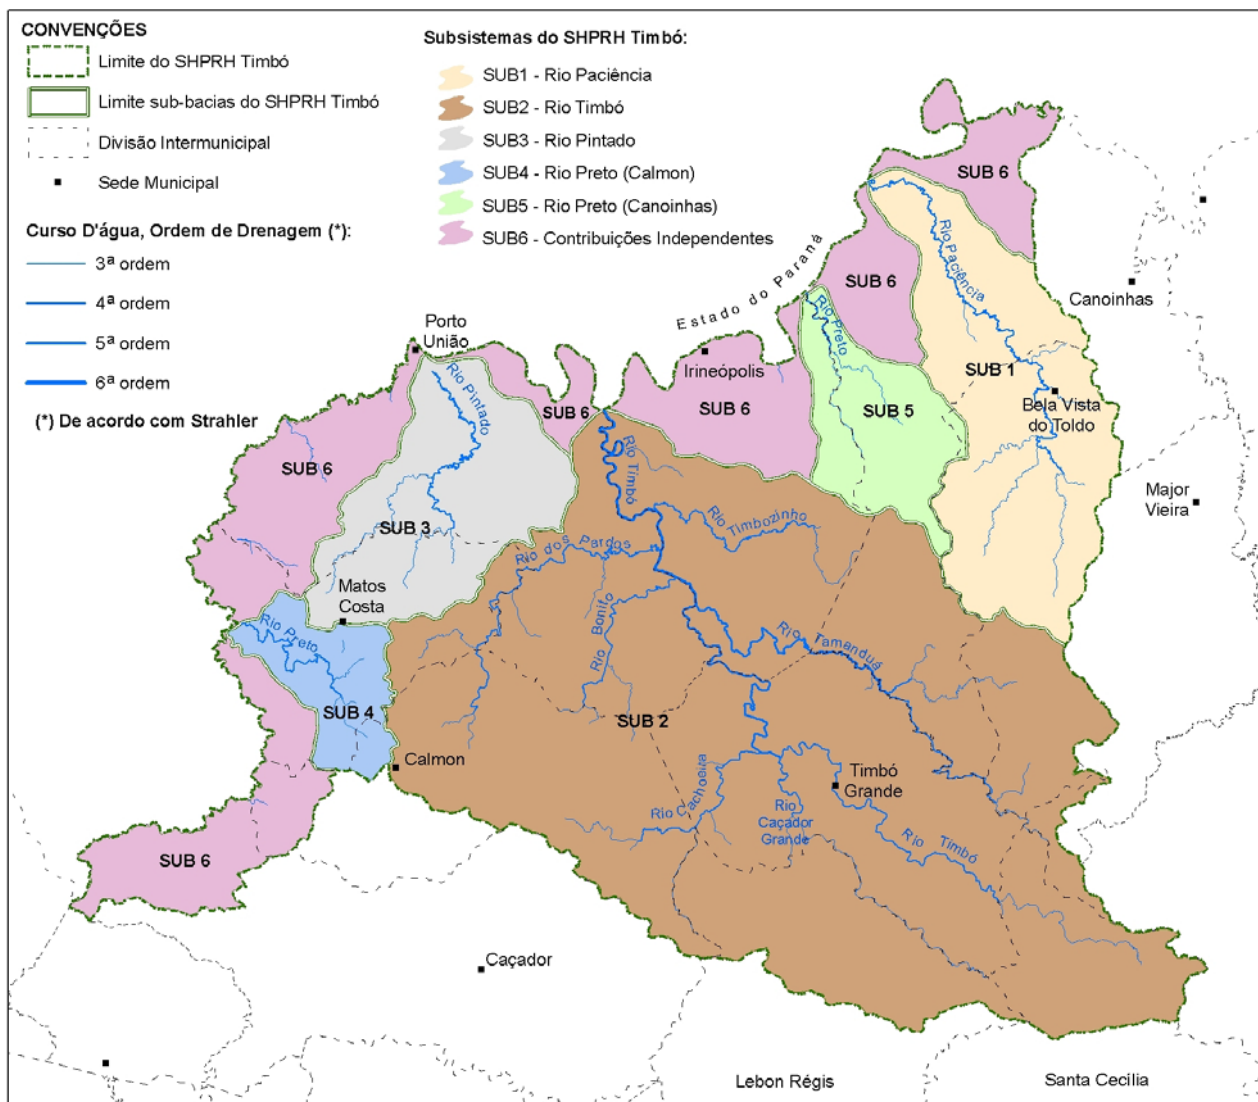 CONVENÇÕES
Limite do SHPRH Timbó
Limite sub-bacias do SHPRH Timbó
Divisão Intermunicipal
Sede Municipal
Curso D'água, Ordem de Drenagem (*):
3ª ordem
4ª ordem
5ª ordem
6ª ordem
(*) De acordo com Strahler
Subsistemas do SHPRH Timbó:
SUB1 - Rio Paciência
SUB2 - Rio Timbó
SUB3 - Rio Pintado
SUB4 - Rio Preto (Calmon)
SUB5 - Rio Preto (Canoinhas)
SUB6 - Contribuições Independentes
SUB 6
Rio Paciência
Estado do Paraná
SUB 6
Canoinhas
Rio Preto
Porto
União
Irineópolis
SUB 1
Rio Pintado
SUB 6
SUB 6
SUB 5
Bela Vista
do Toldo
SUB 6
Rio Timbó
Major
Vieira
SUB 3
Rio Timbozinho
Rio dos Pardos
Matos
Costa
Rio Bonito
Rio Preto
Rio Tamanduá
SUB 4
SUB 2
Calmon
Timbó
Grande
Rio Cachoeira
Rio
Caçador
Grande
Rio Timbó
SUB 6
Caçador
Lebon Régis
Santa Cecília